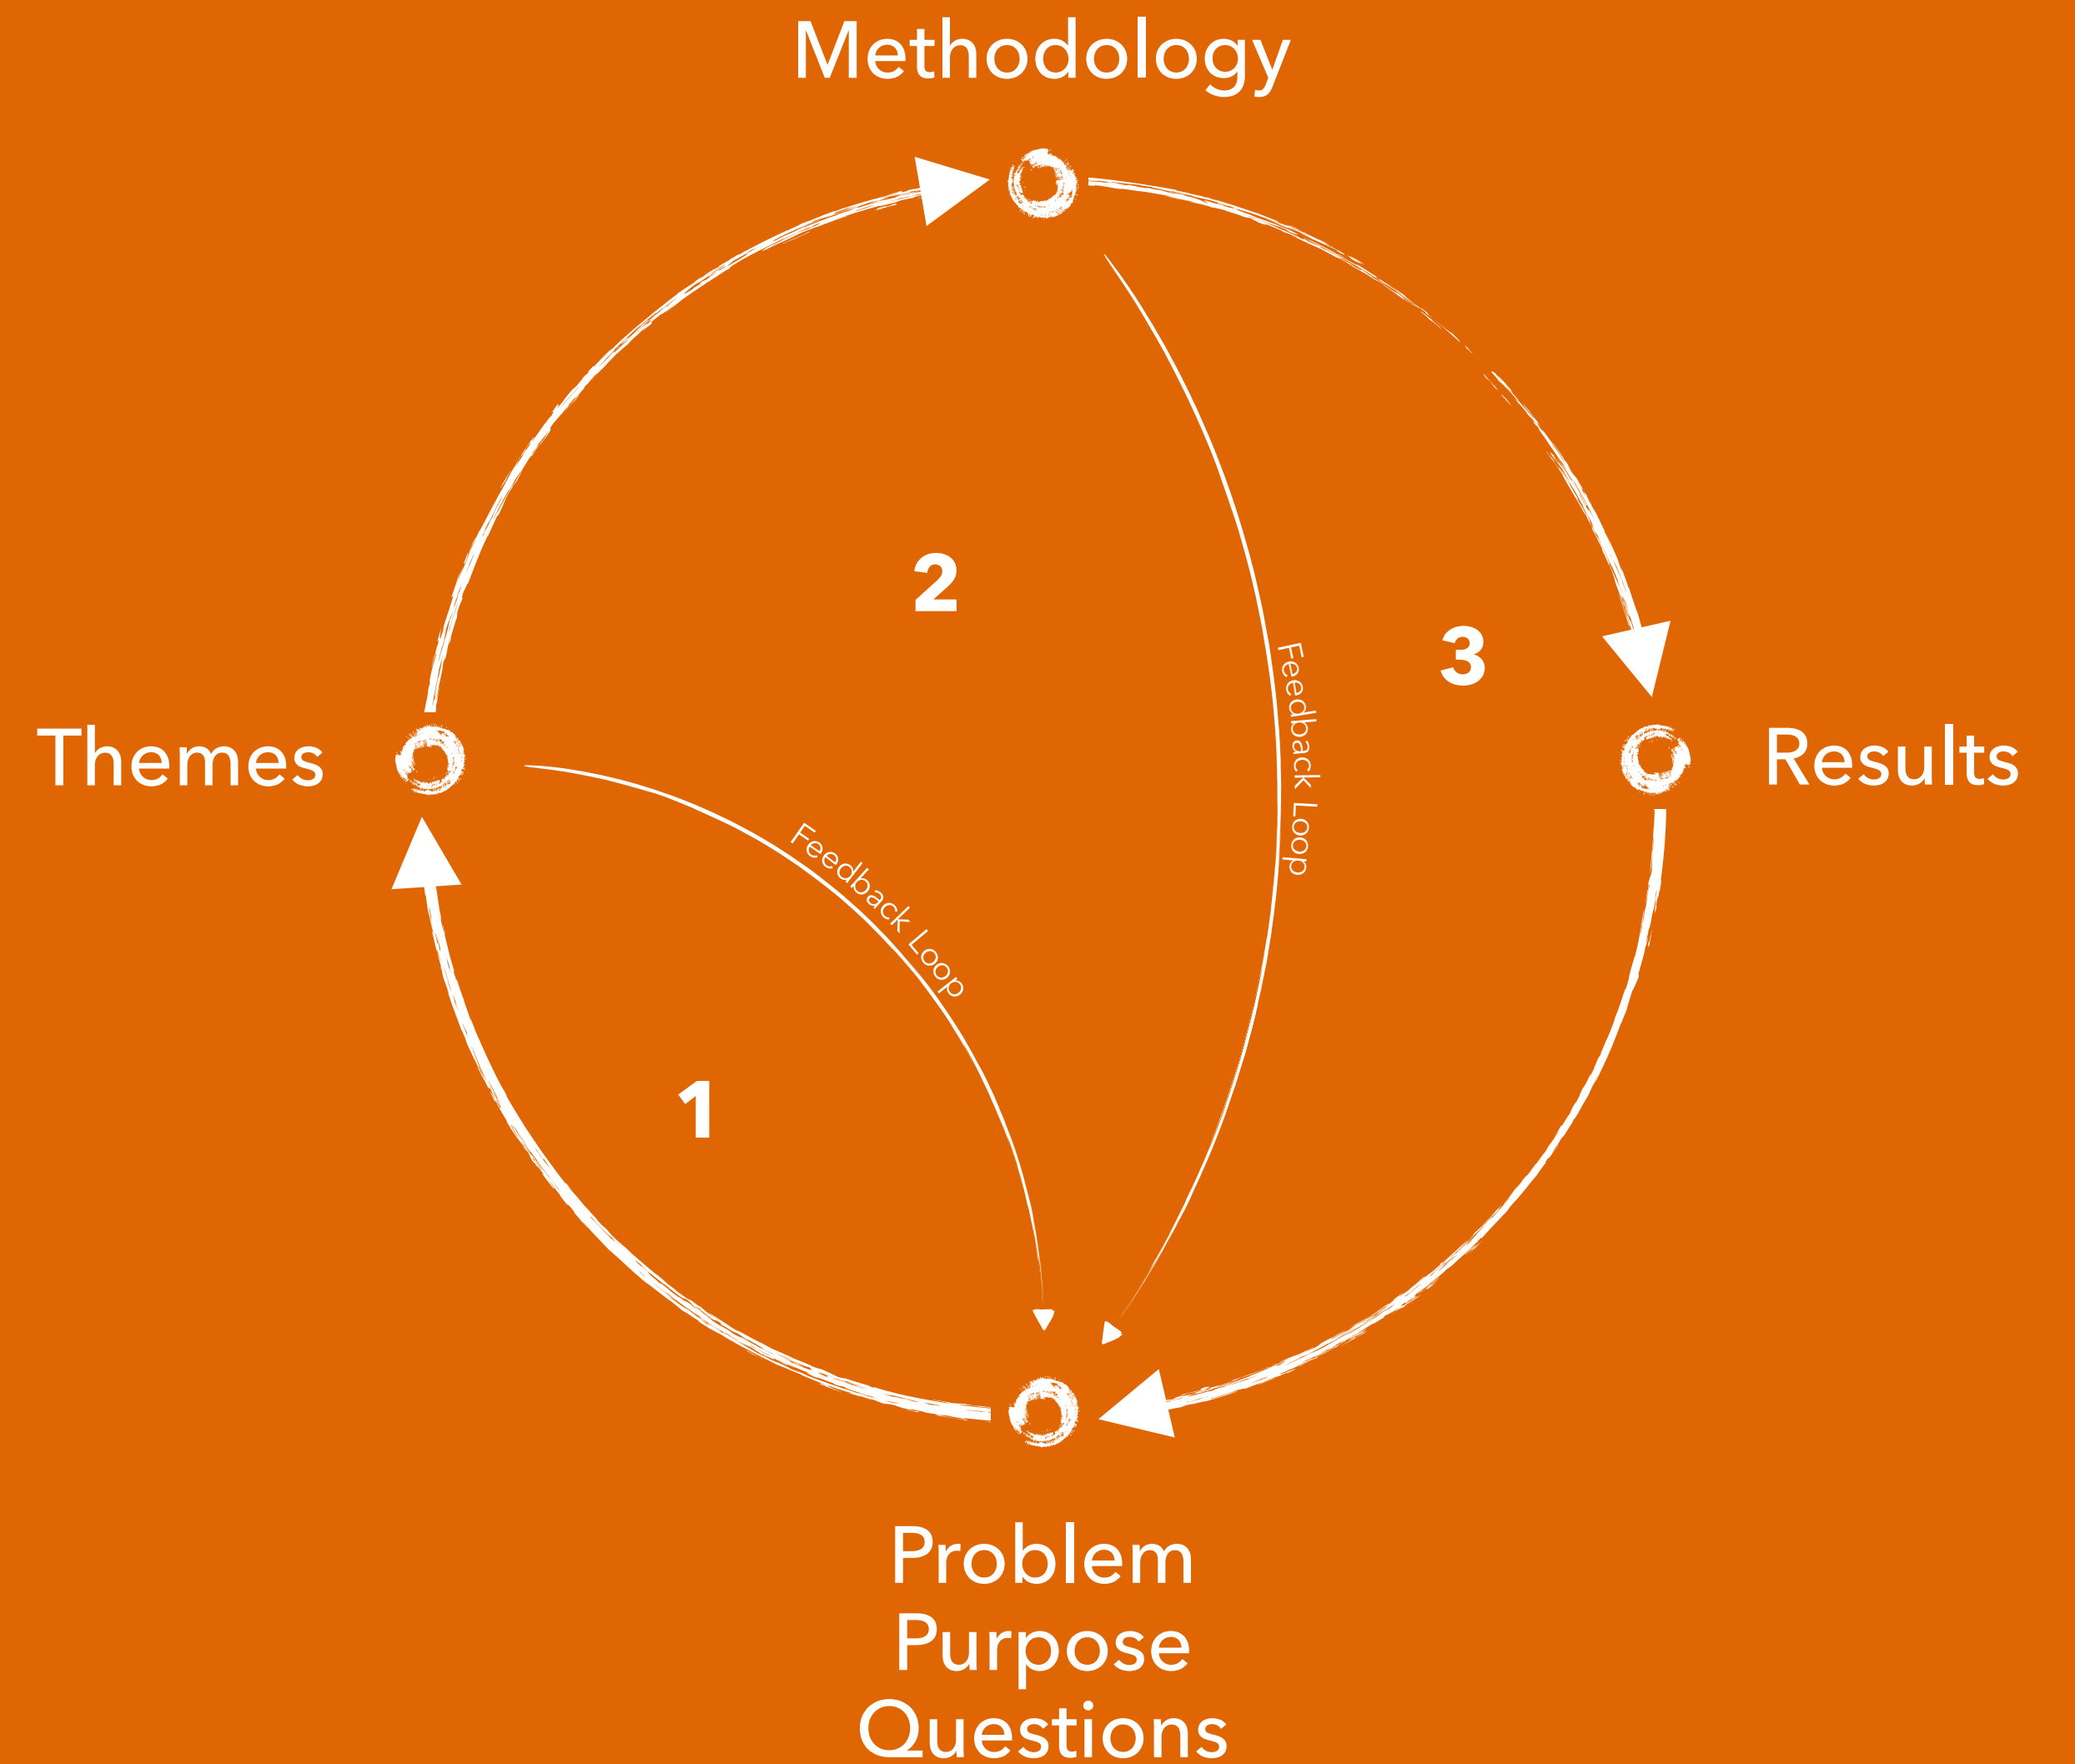 Methodology
2
3
Feedback Loop
Themes
Results
Feedback Loop
1
Problem
Purpose
Questions